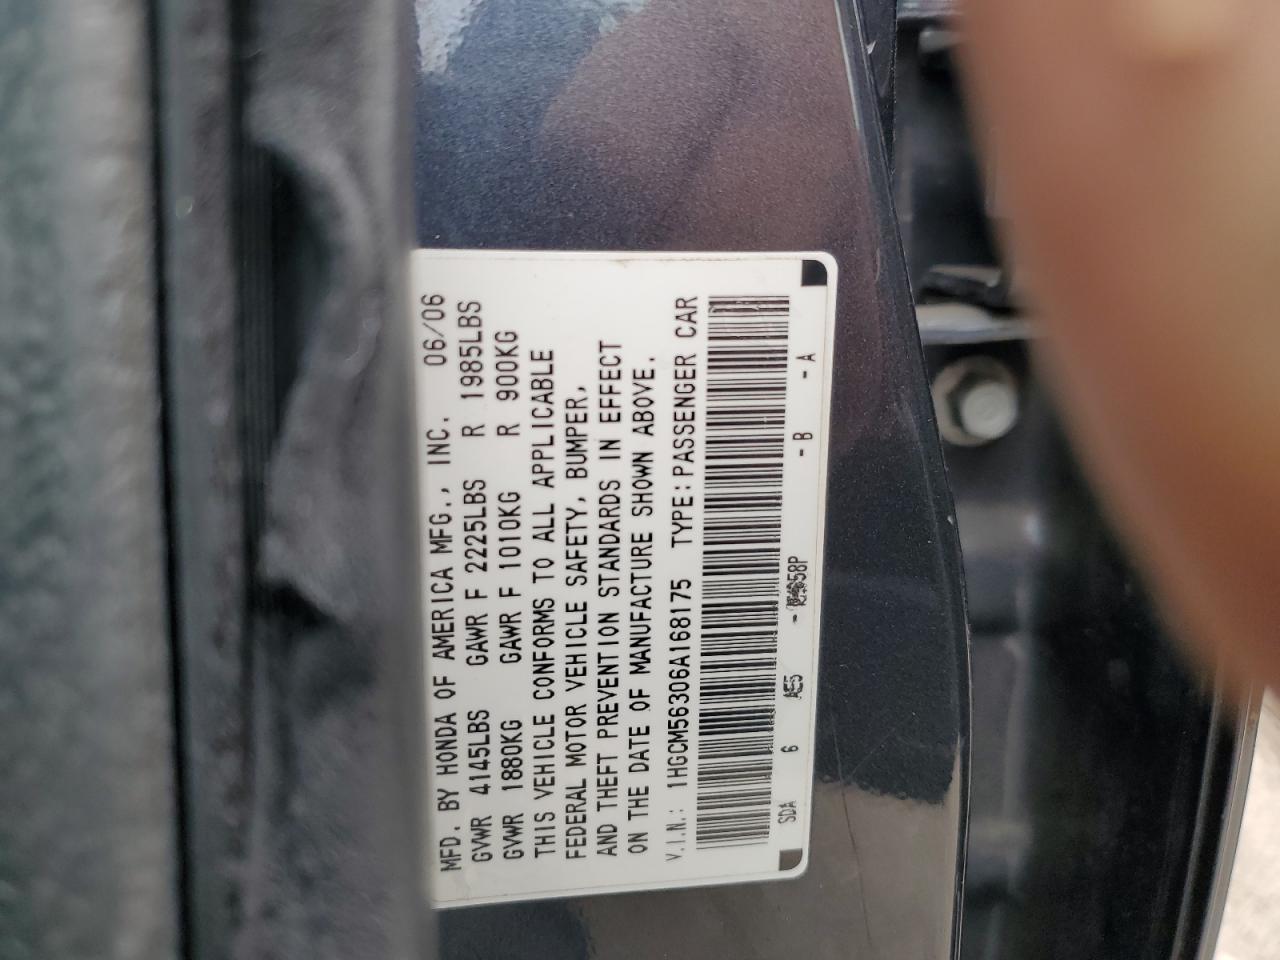 MFD. BY HONDA OF AMERICA MFG., INC. 06/06
GVWR 4145LBS GAWR F 2225LBS R 1985LBS
GVWR 1880KG GAWR F 1010KG R 900KG
THIS VEHICLE CONFORMS TO ALL APPLICABLE
FEDERAL MOTOR VEHICLE SAFETY, BUMPER,
AND THEFT PREVENTION STANDARDS IN EFFECT
ON THE DATE OF MANUFACTURE SHOWN ABOVE.
V.I.N.: 1HGCM56306A168175 TYPE: PASSENGER CAR
SDA 6 AE5 - - B - A